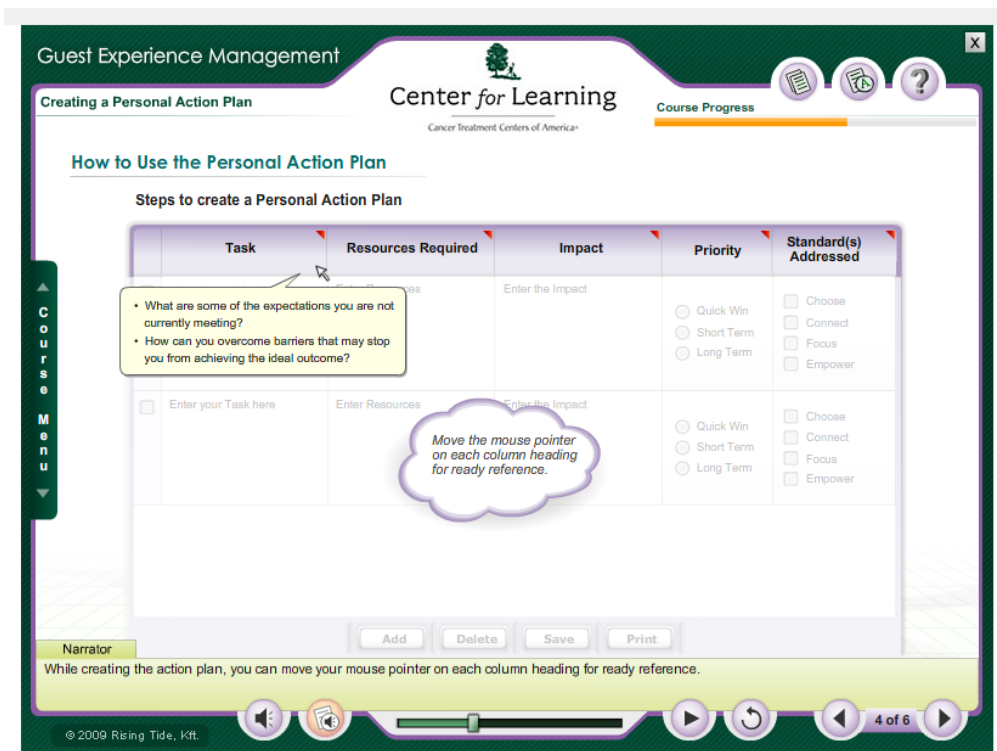 Guest Experience Management
X
Creating a Personal Action Plan
Center for Learning
Cancer Treatment Centers of America
Course Progress
?
How to Use the Personal Action Plan
Steps to create a Personal Action Plan
Task
Resources Required
Impact
Priority
Standard(s)
Addressed
• What are some of the expectations you are not
currently meeting?
• How can you overcome barriers that may stop
you from achieving the ideal outcome?
Enter the Impact
Quick Win
Short Term
Long Term
Choose
Connect
Focus
Empower
Enter your Task here
Enter Resources
Enter the Impact
Quick Win
Short Term
Long Term
Choose
Connect
Focus
Empower
Move the mouse pointer
on each column heading
for ready reference.
Course Menu
Add
Delete
Save
Print
Narrator
While creating the action plan, you can move your mouse pointer on each column heading for ready reference.
© 2009 Rising Tide, Kft.
4 of 6